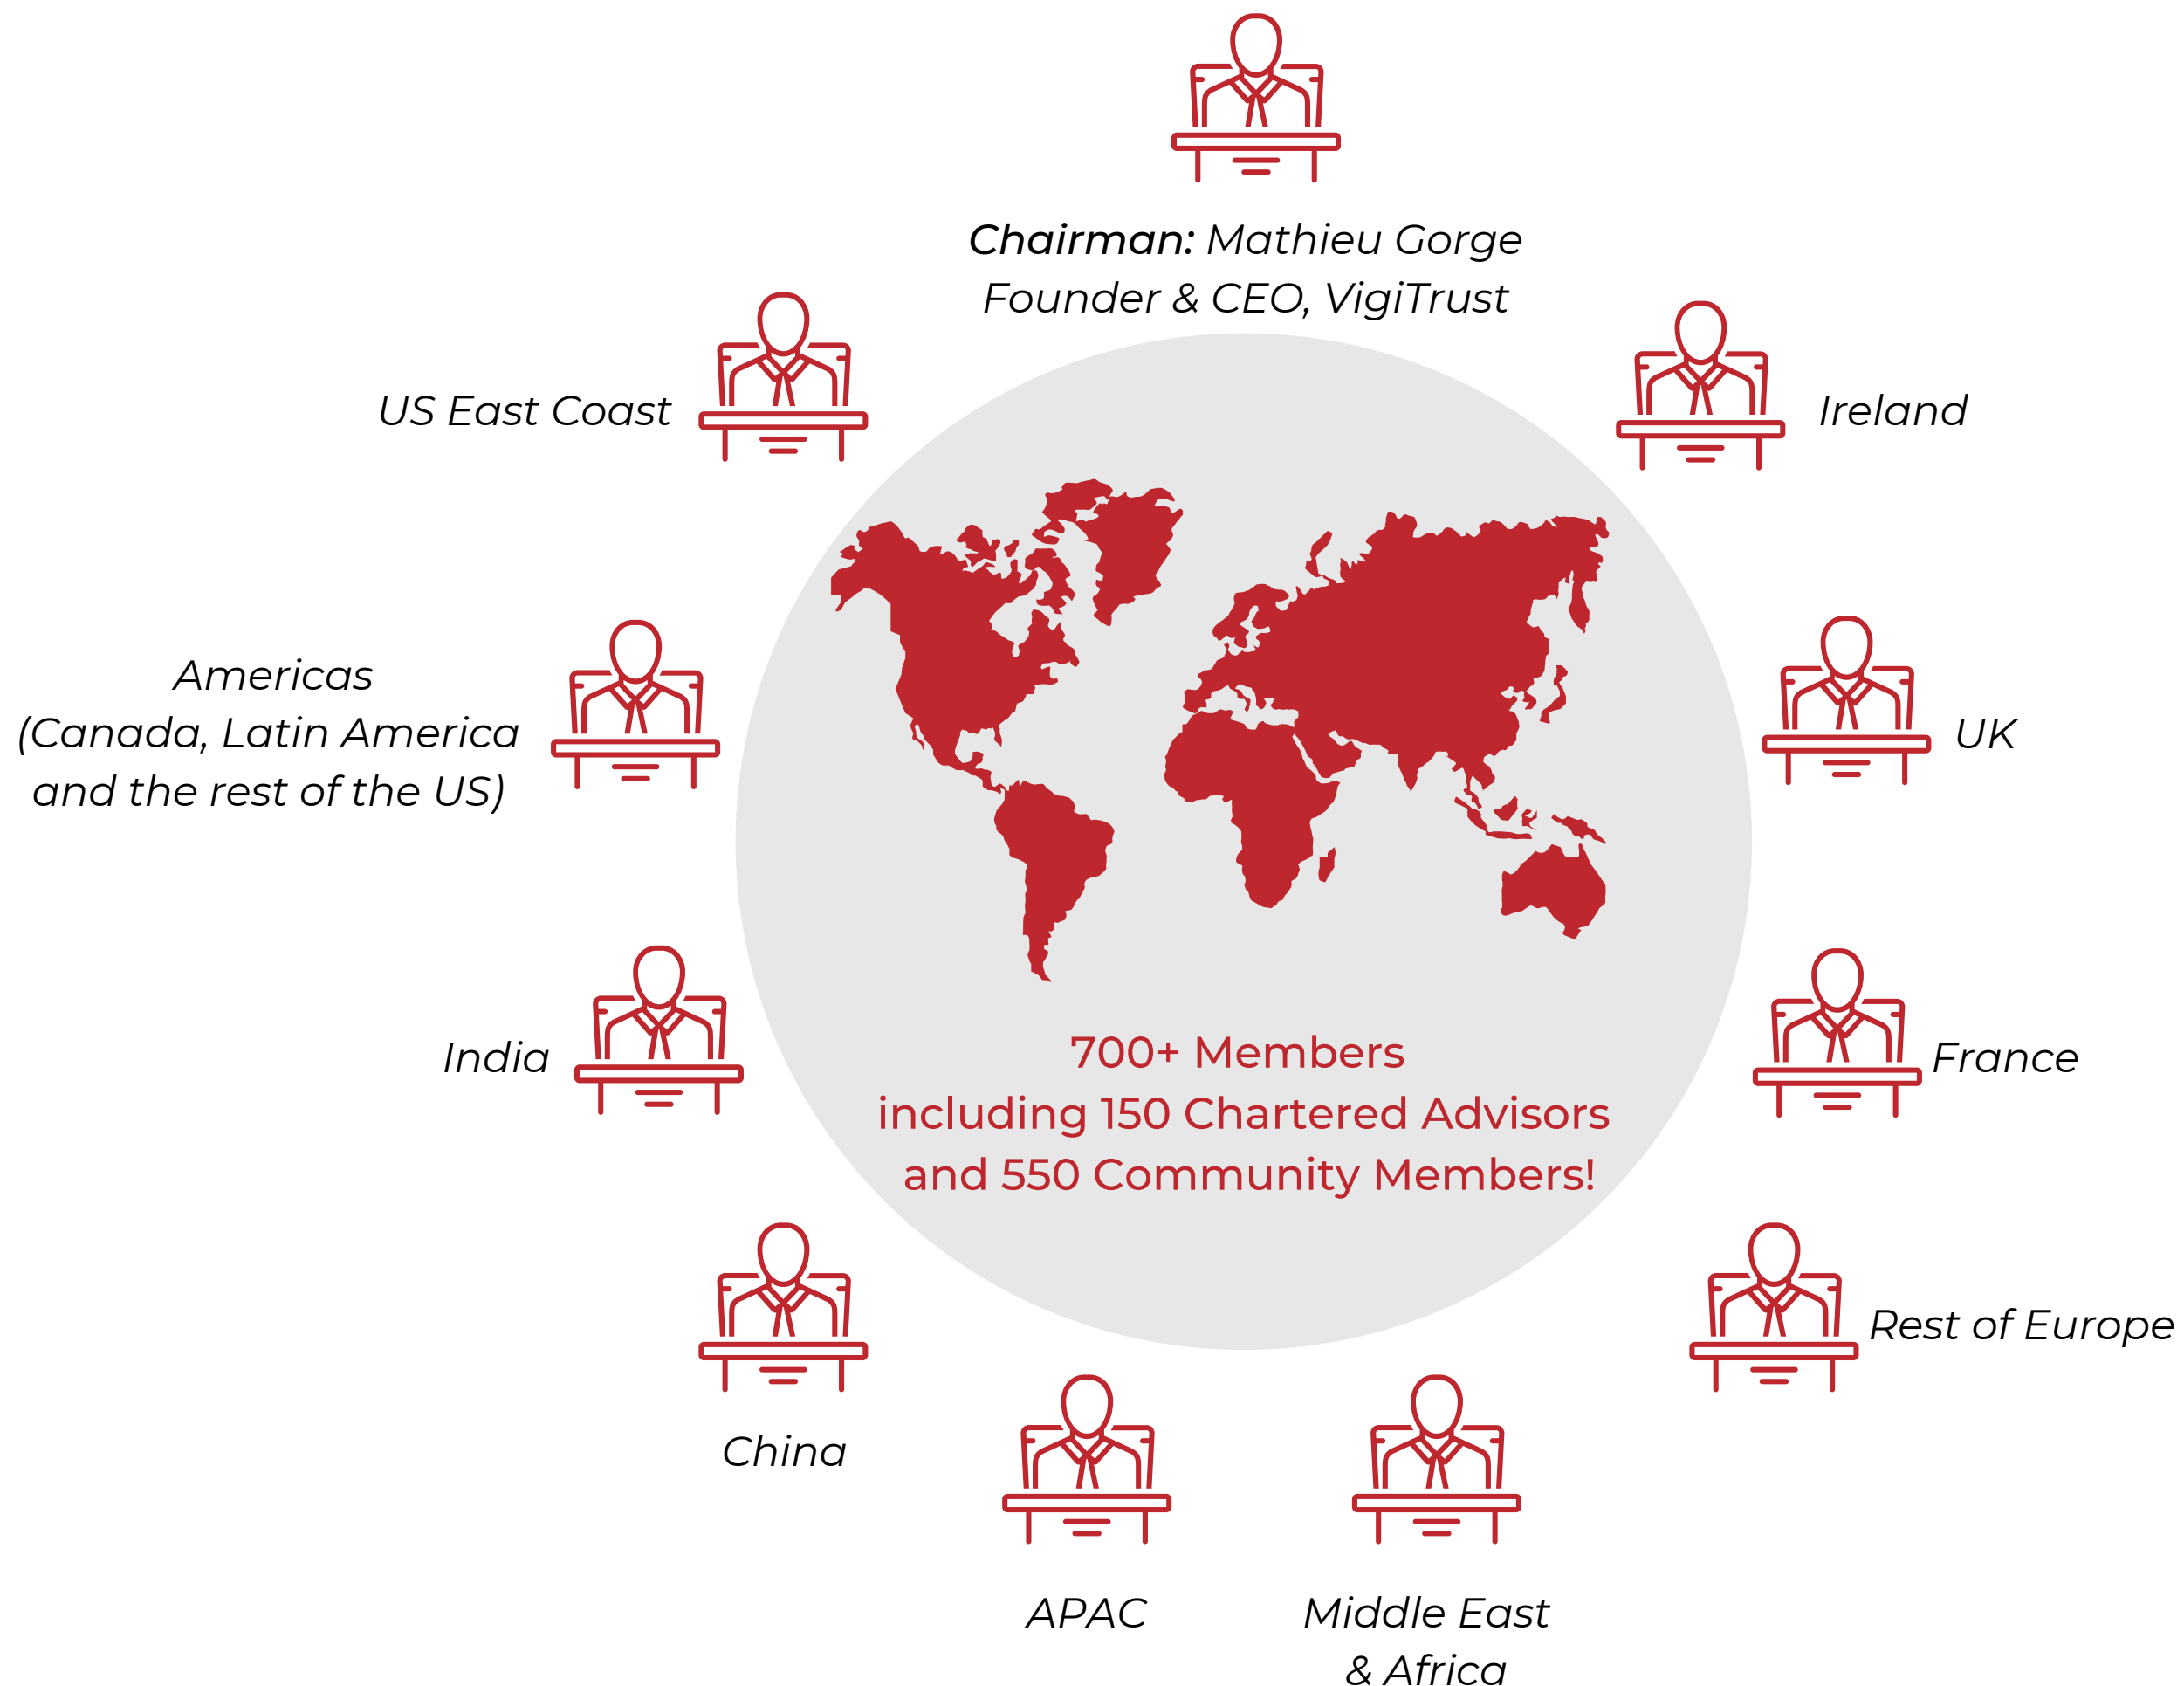 Chairman: Mathieu Gorge
Founder & CEO, VigiTrust
US East Coast
Ireland
Americas
(Canada, Latin America
and the rest of the US)
UK
India
France
700+ Members
including 150 Chartered Advisors
and 550 Community Members!
Rest of Europe
China
APAC
Middle East
& Africa